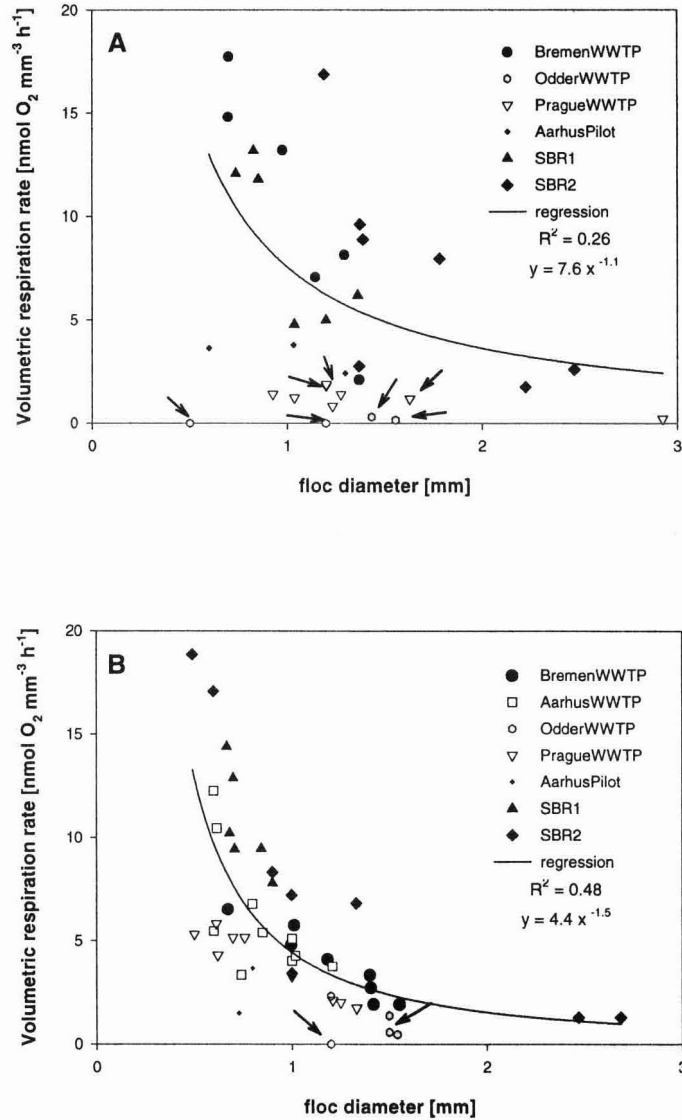 A
Volumetric respiration rate [nmol O₂ mm⁻³ h⁻¹]
20
15
10
5
0
BremenWWTP
OdderWWTP
PragueWWTP
AarhusPilot
SBR1
SBR2
regression
R² = 0.26
y = 7.6 x ⁻¹·¹
0
1
2
3
floc diameter [mm]
B
Volumetric respiration rate [nmol O₂ mm⁻³ h⁻¹]
20
15
10
5
0
BremenWWTP
AarhusWWTP
OdderWWTP
PragueWWTP
AarhusPilot
SBR1
SBR2
regression
R² = 0.48
y = 4.4 x ⁻¹·⁵
0
1
2
3
floc diameter [mm]